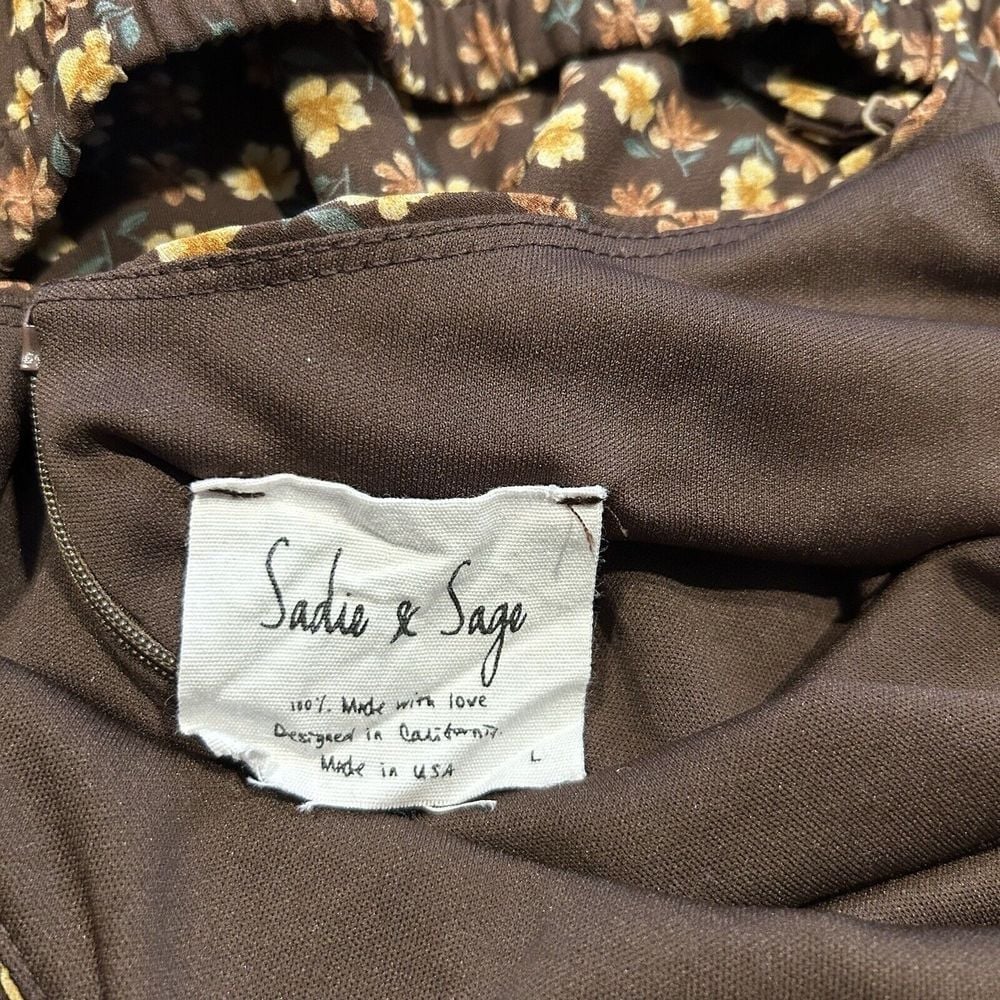 Sadie & Sage
100% Made with love
Designed in California.
Made in USA
L